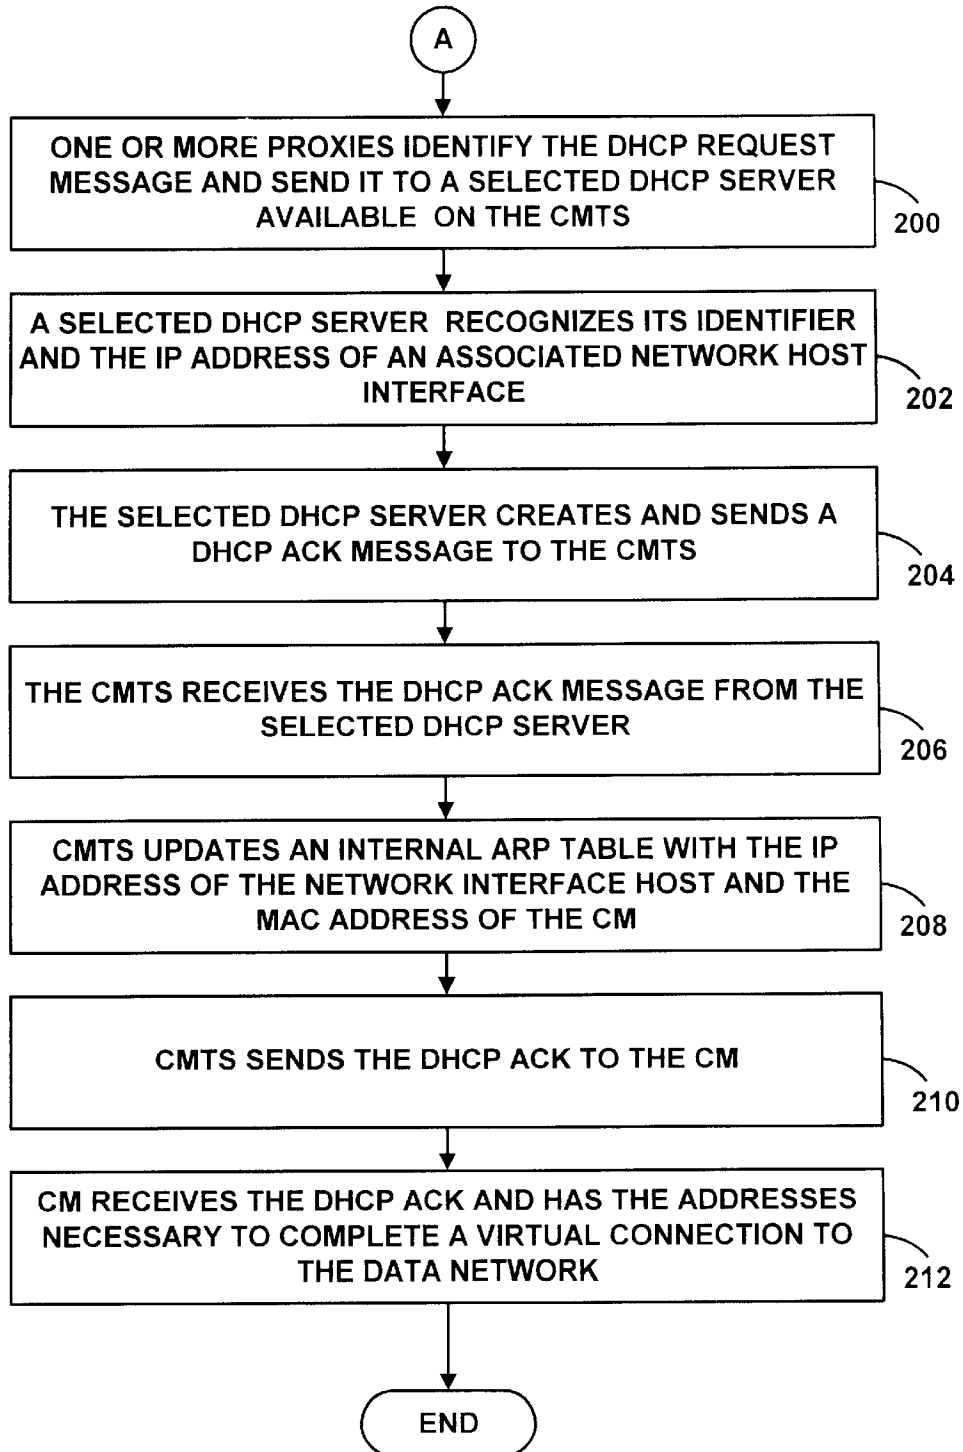 A
ONE OR MORE PROXIES IDENTIFY THE DHCP REQUEST
MESSAGE AND SEND IT TO A SELECTED DHCP SERVER
AVAILABLE ON THE CMTS
200
A SELECTED DHCP SERVER RECOGNIZES ITS IDENTIFIER
AND THE IP ADDRESS OF AN ASSOCIATED NETWORK HOST
INTERFACE
202
THE SELECTED DHCP SERVER CREATES AND SENDS A
DHCP ACK MESSAGE TO THE CMTS
204
THE CMTS RECEIVES THE DHCP ACK MESSAGE FROM THE
SELECTED DHCP SERVER
206
CMTS UPDATES AN INTERNAL ARP TABLE WITH THE IP
ADDRESS OF THE NETWORK INTERFACE HOST AND THE
MAC ADDRESS OF THE CM
208
CMTS SENDS THE DHCP ACK TO THE CM
210
CM RECEIVES THE DHCP ACK AND HAS THE ADDRESSES
NECESSARY TO COMPLETE A VIRTUAL CONNECTION TO
THE DATA NETWORK
212
END